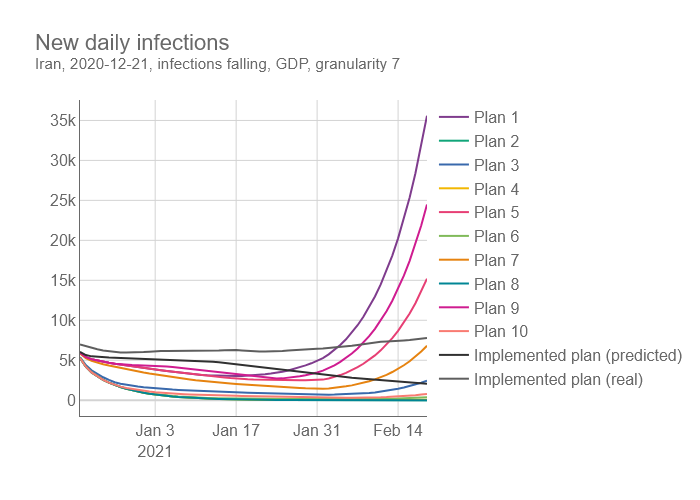 New daily infections
Iran, 2020-12-21, infections falling, GDP, granularity 7
35k
30k
25k
20k
15k
10k
5k
0
Jan 3
2021
Jan 17
Jan 31
Feb 14
Plan 1
Plan 2
Plan 3
Plan 4
Plan 5
Plan 6
Plan 7
Plan 8
Plan 9
Plan 10
Implemented plan (predicted)
Implemented plan (real)